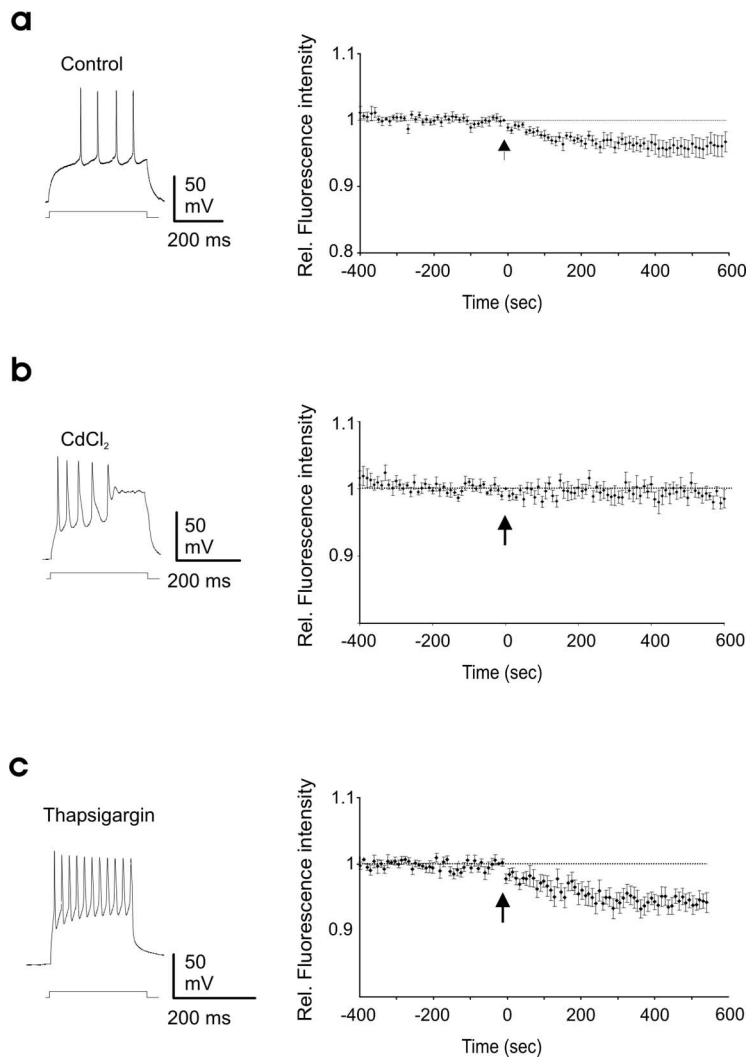 a
Control
50
mV
200 ms
Rel. Fluorescence intensity
1.1
1
0.9
0.8
-400 -200 0 200 400 600
Time (sec)
b
CdCl₂
50
mV
200 ms
Rel. Fluorescence intensity
1.1
1
0.9
-400 -200 0 200 400 600
Time (sec)
c
Thapsigargin
50
mV
200 ms
Rel. Fluorescence intensity
1.1
1
0.9
-400 -200 0 200 400 600
Time (sec)